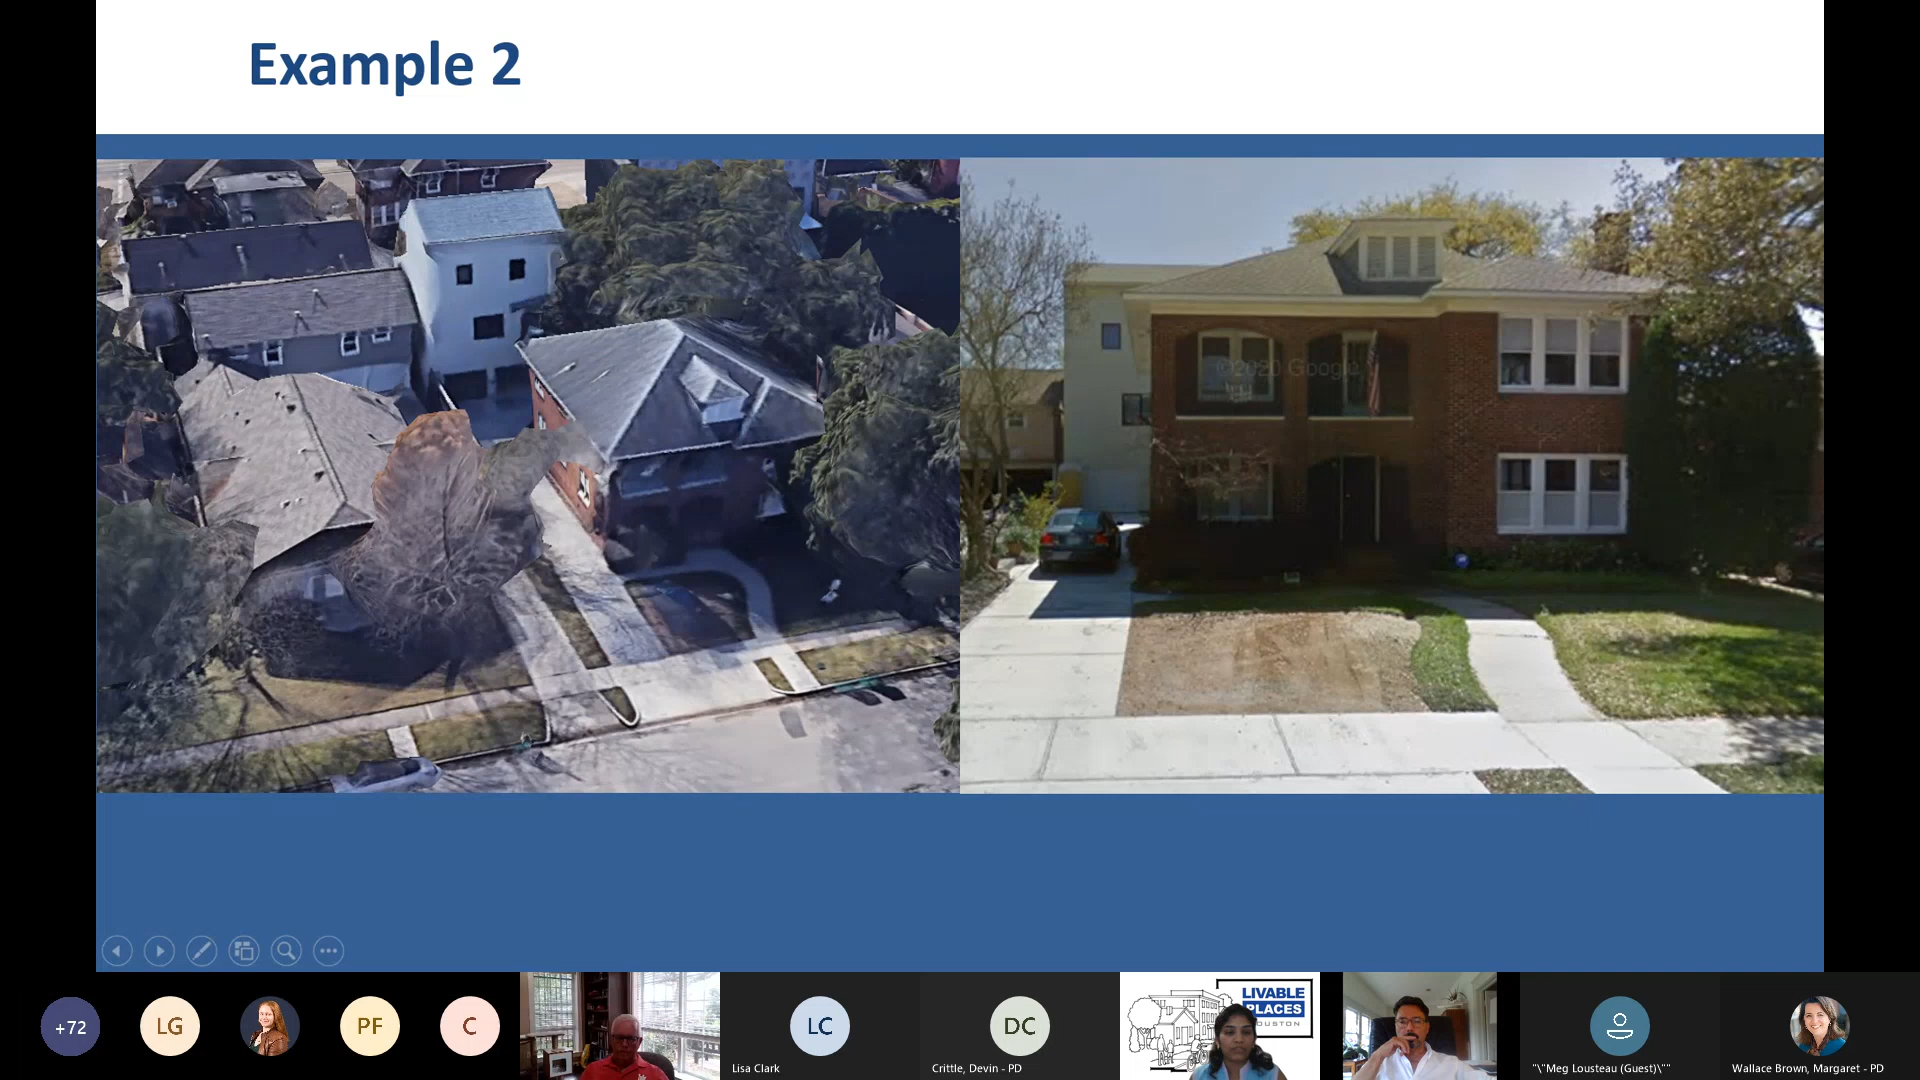 Example 2
©2020 Google
+72
LG
PF
C
LC
Lisa Clark
DC
Crittle, Devin - PD
LIVABLE
PLACES
HOUSTON
"\"Meg Lousteau (Guest)\""
Wallace Brown, Margaret - PD